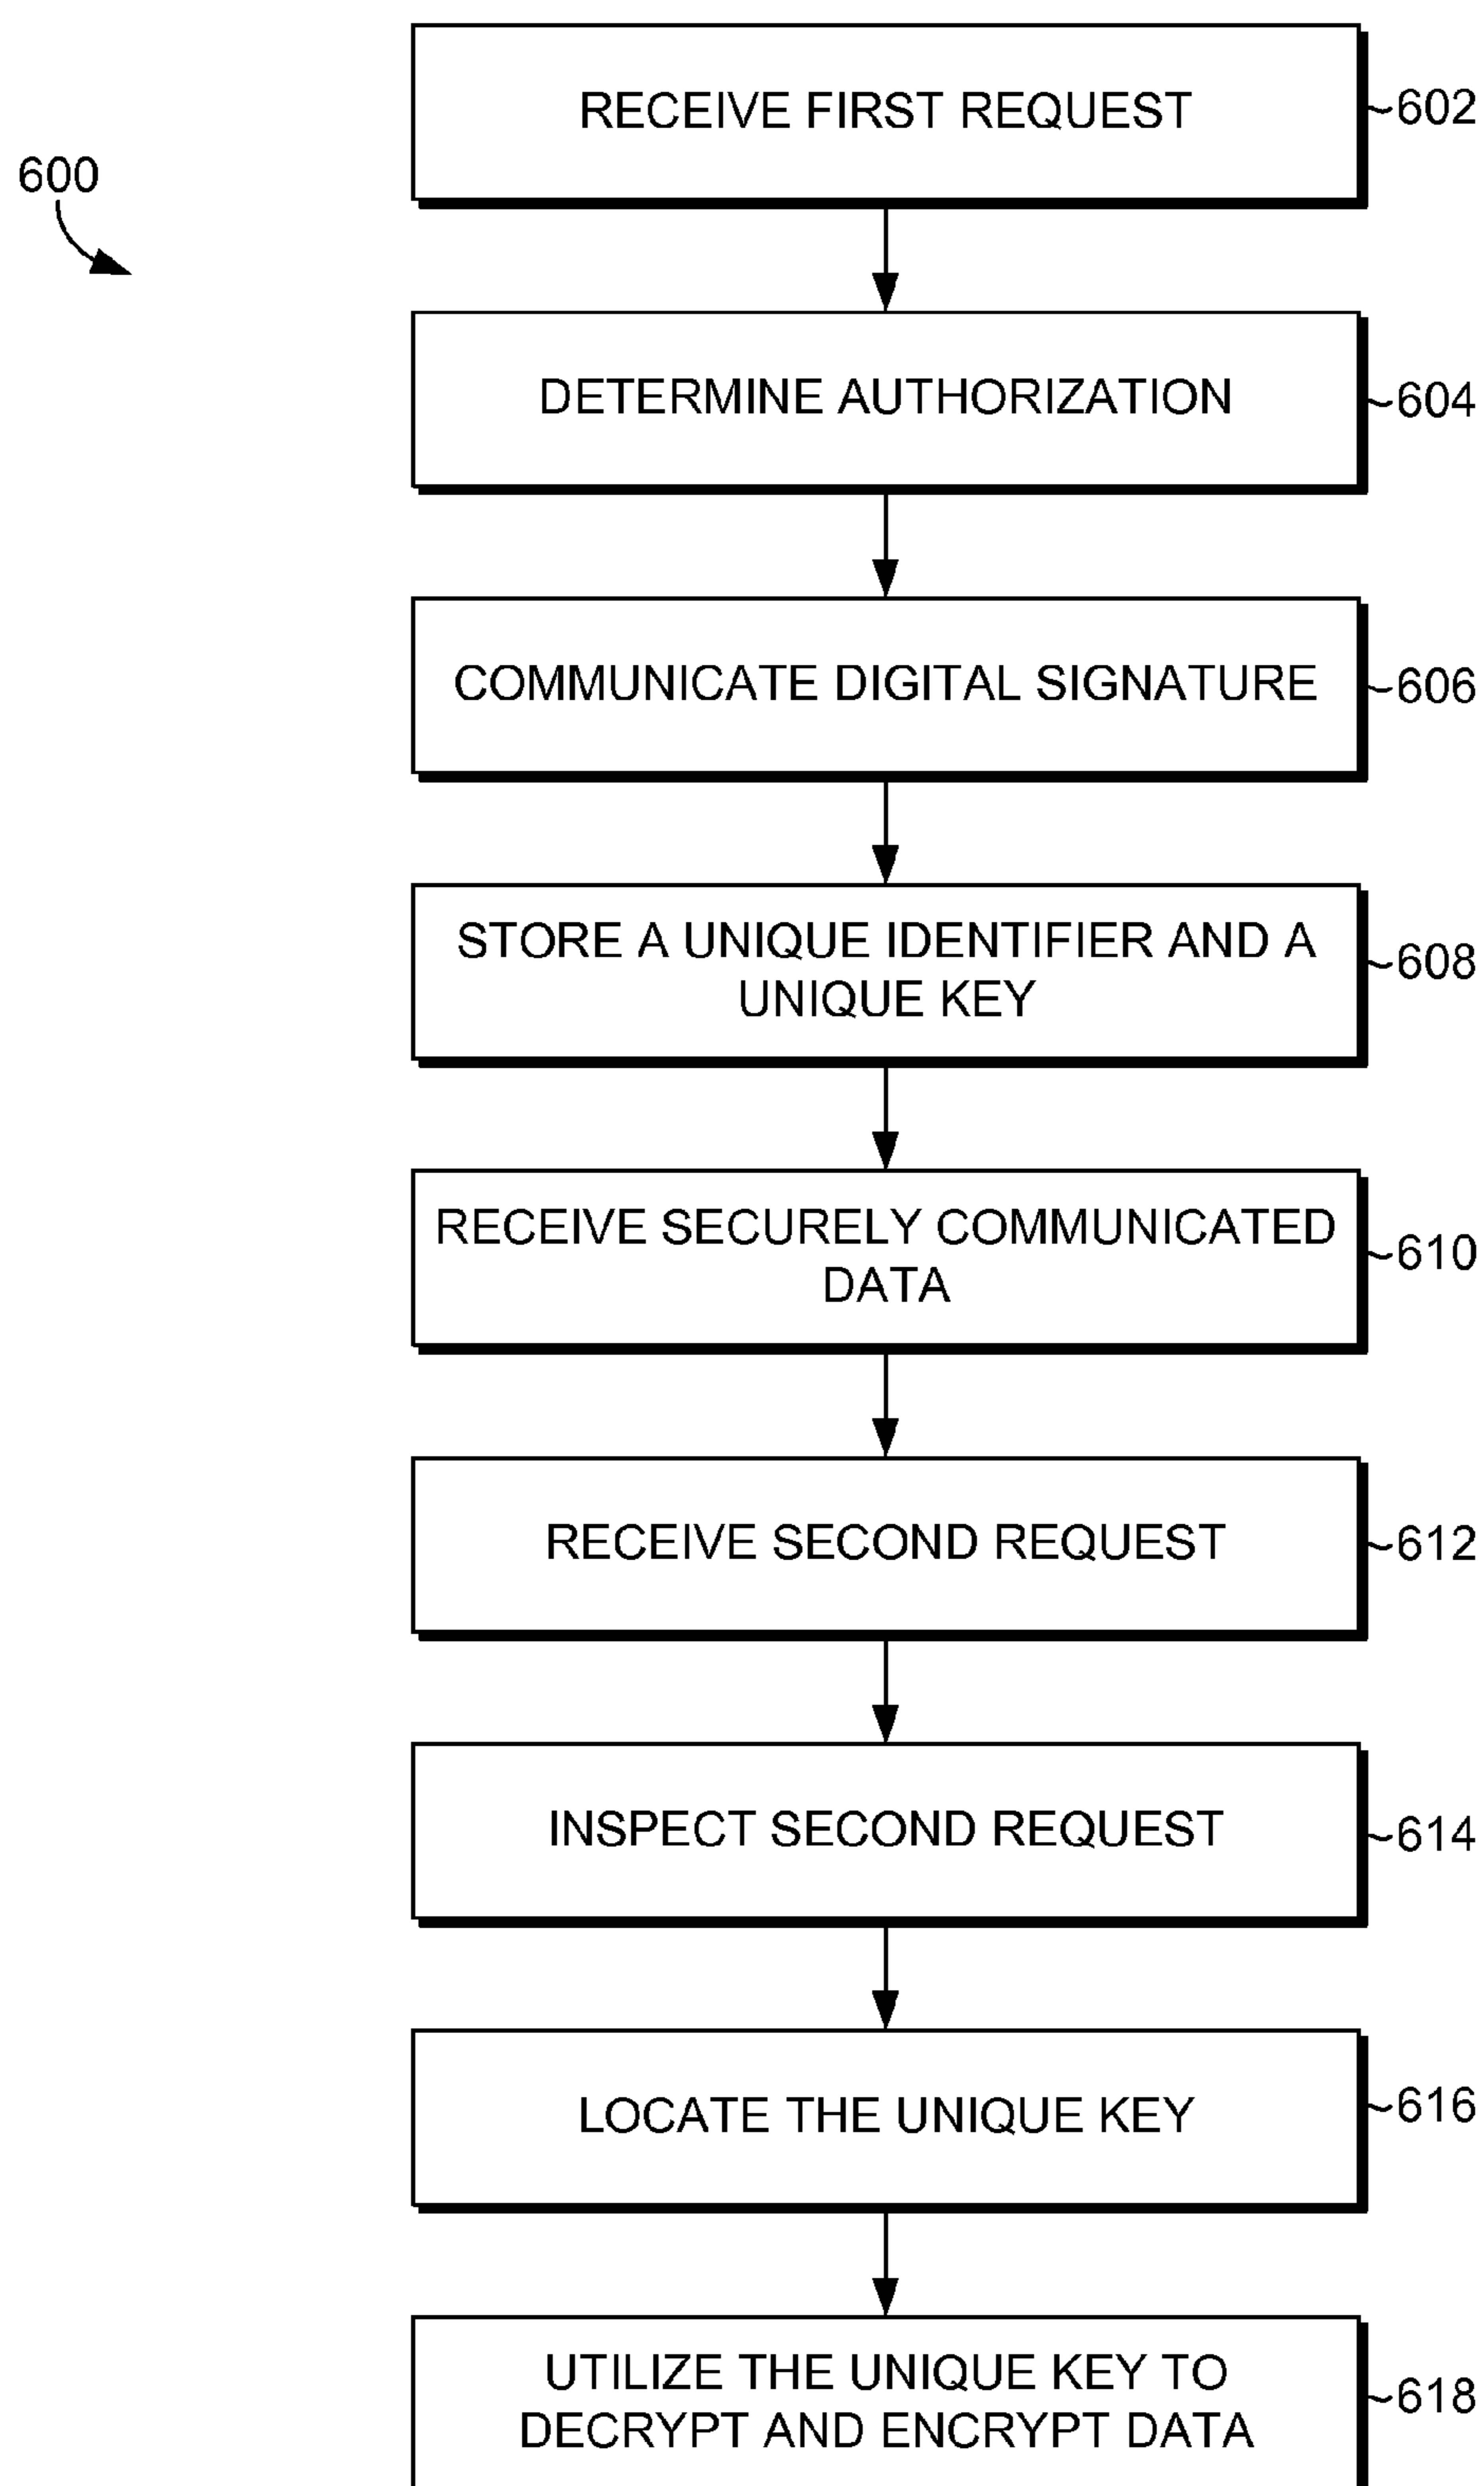 RECEIVE FIRST REQUEST
602
600
DETERMINE AUTHORIZATION
604
COMMUNICATE DIGITAL SIGNATURE
606
STORE A UNIQUE IDENTIFIER AND A
UNIQUE KEY
608
RECEIVE SECURELY COMMUNICATED
DATA
610
RECEIVE SECOND REQUEST
612
INSPECT SECOND REQUEST
614
LOCATE THE UNIQUE KEY
616
UTILIZE THE UNIQUE KEY TO
DECRYPT AND ENCRYPT DATA
618